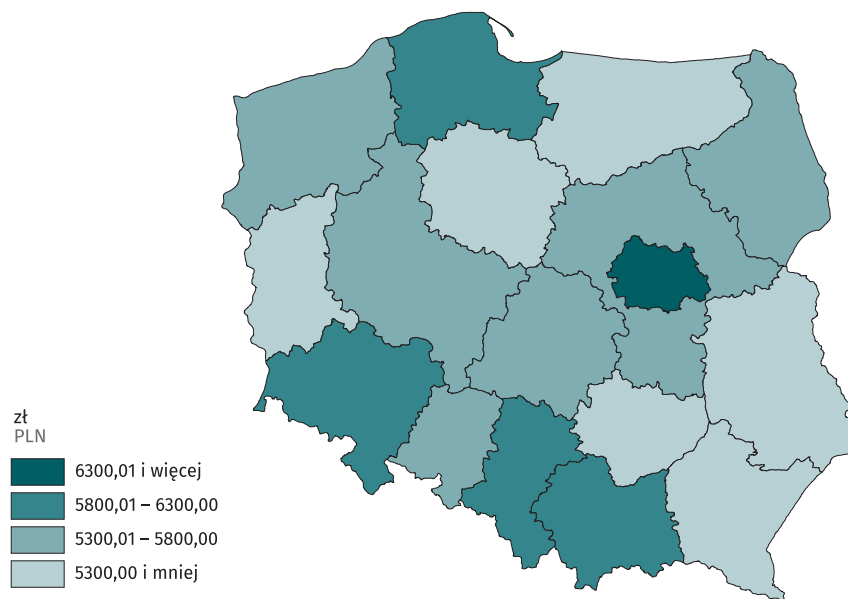 zł
PLN
6300,01 i więcej
5800,01 – 6300,00
5300,01 – 5800,00
5300,00 i mniej